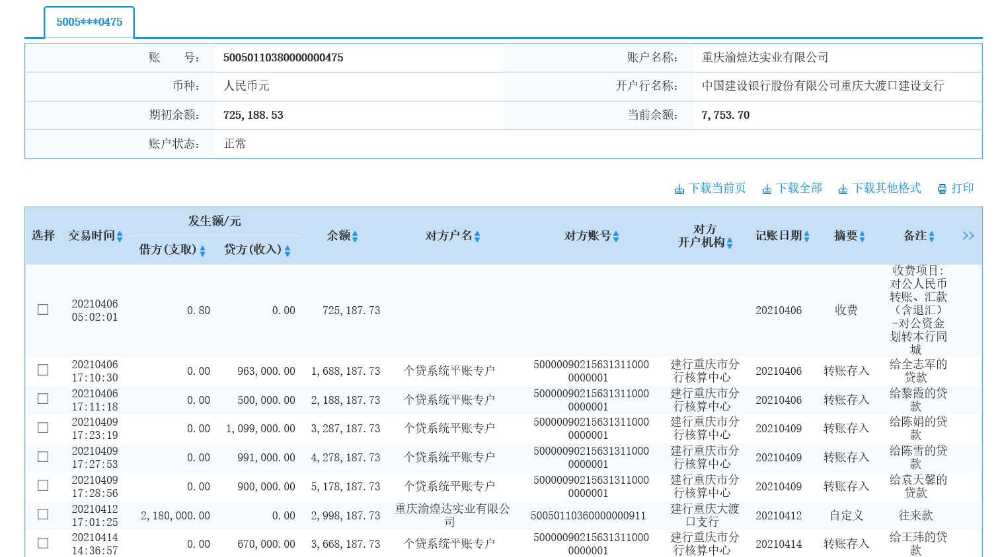 5005***0475
账　　号： 50050110380000000475 账户名称： 重庆渝煌达实业有限公司
币种： 人民币元 开户行名称： 中国建设银行股份有限公司重庆大渡口建设支行
期初余额： 725,188.53 当前余额： 7,753.70
账户状态： 正常
下载当前页 下载全部 下载其他格式 打印
选择 交易时间 发生额/元 余额 对方户名 对方账号 对方 记账日期 摘要 备注 >>
借方(支取) 贷方(收入) 开户机构
收费项目:
对公人民币
转账、汇款
20210406 0.80 0.00 725,187.73 20210406 收费 （含退汇）
05:02:01 -对公资金
划转本行同
城
20210406 0.00 963,000.00 1,688,187.73 个贷系统平账专户 50000090215631311000 建行重庆市分 20210406 转账存入 给全志军的
17:10:30 0000001 行核算中心 贷款
20210406 0.00 500,000.00 2,188,187.73 个贷系统平账专户 50000090215631311000 建行重庆市分 20210406 转账存入 给黎霞的贷
17:11:18 0000001 行核算中心 款
20210409 0.00 1,099,000.00 3,287,187.73 个贷系统平账专户 50000090215631311000 建行重庆市分 20210409 转账存入 给陈娟的贷
17:23:19 0000001 行核算中心 款
20210409 0.00 991,000.00 4,278,187.73 个贷系统平账专户 50000090215631311000 建行重庆市分 20210409 转账存入 给陈雪的贷
17:27:53 0000001 行核算中心 款
20210409 0.00 900,000.00 5,178,187.73 个贷系统平账专户 50000090215631311000 建行重庆市分 20210409 转账存入 给袁天馨的
17:28:56 0000001 行核算中心 贷款
20210412 2,180,000.00 0.00 2,998,187.73 重庆渝煌达实业有限公 50050110360000000911 建行重庆大渡 20210412 自定义 往来款
17:01:25 司 口支行
20210414 0.00 670,000.00 3,668,187.73 个贷系统平账专户 50000090215631311000 建行重庆市分 20210414 转账存入 给王玮的贷
14:36:57 0000001 行核算中心 款